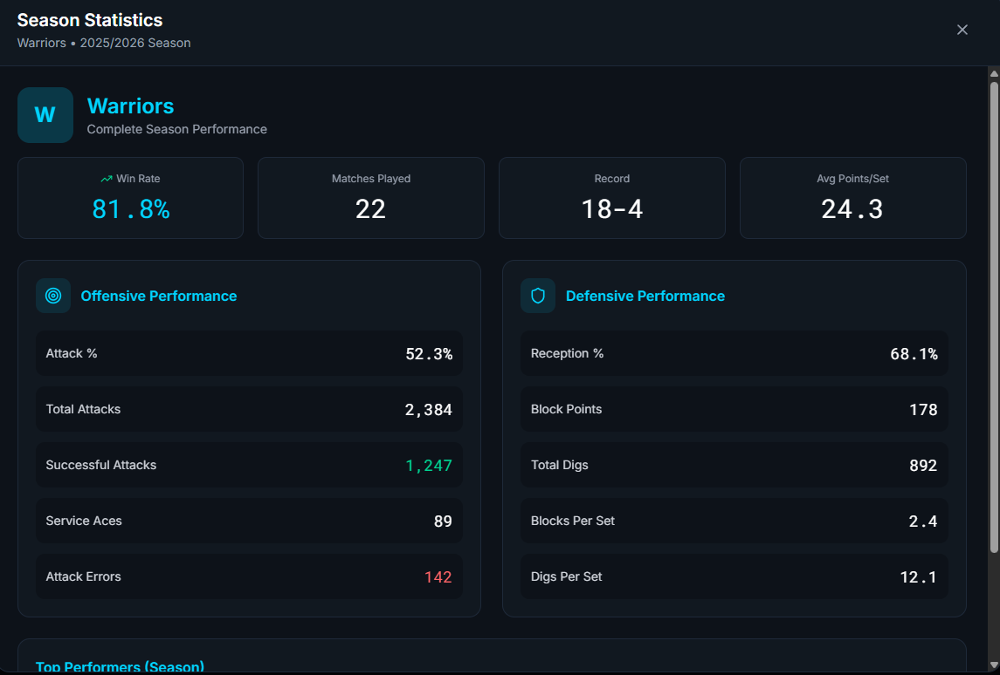 Season Statistics
Warriors • 2025/2026 Season
W
Warriors
Complete Season Performance
Win Rate
81.8%
Matches Played
22
Record
18-4
Avg Points/Set
24.3
Offensive Performance
Attack % 52.3%
Total Attacks 2,384
Successful Attacks 1,247
Service Aces 89
Attack Errors 142
Defensive Performance
Reception % 68.1%
Block Points 178
Total Digs 892
Blocks Per Set 2.4
Digs Per Set 12.1
Top Performers (Season)